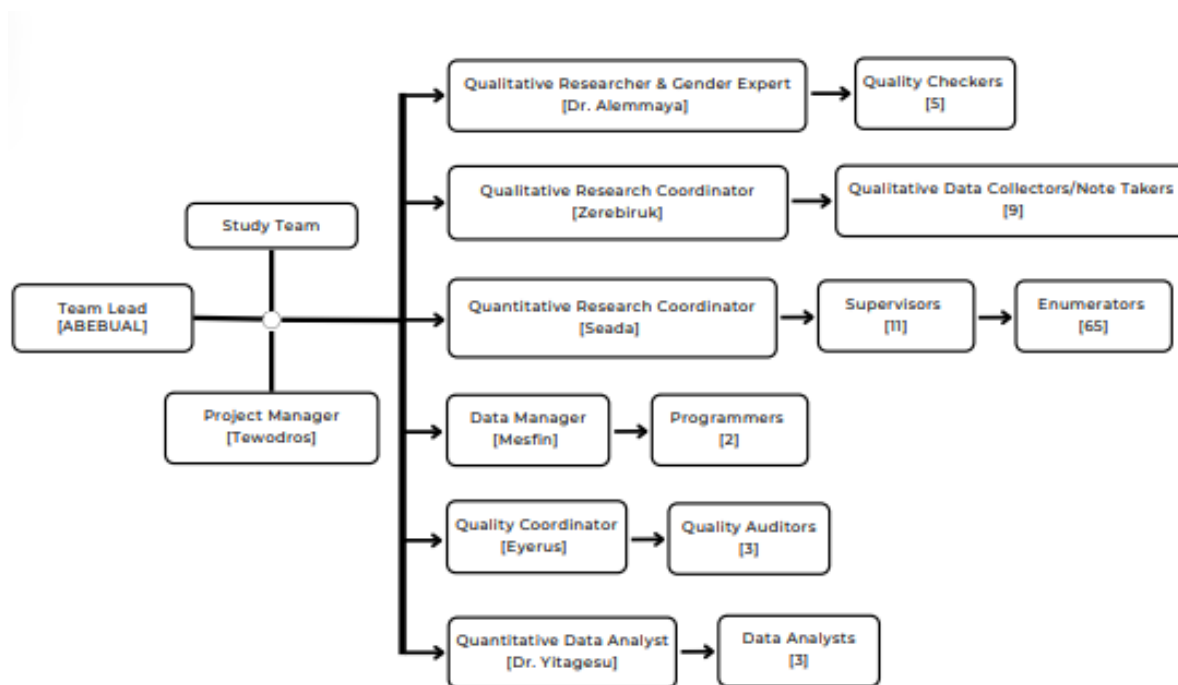 Qualitative Researcher & Gender Expert
[Dr. Alemmaya]
Quality Checkers
[5]
Qualitative Research Coordinator
[Zerebiruk]
Qualitative Data Collectors/Note Takers
[9]
Study Team
Team Lead
[ABEBUAL]
Quantitative Research Coordinator
[Seada]
Supervisors
[11]
Enumerators
[65]
Project Manager
[Tewodros]
Data Manager
[Mesfin]
Programmers
[2]
Quality Coordinator
[Eyerus]
Quality Auditors
[3]
Quantitative Data Analyst
[Dr. Yitagesu]
Data Analysts
[3]